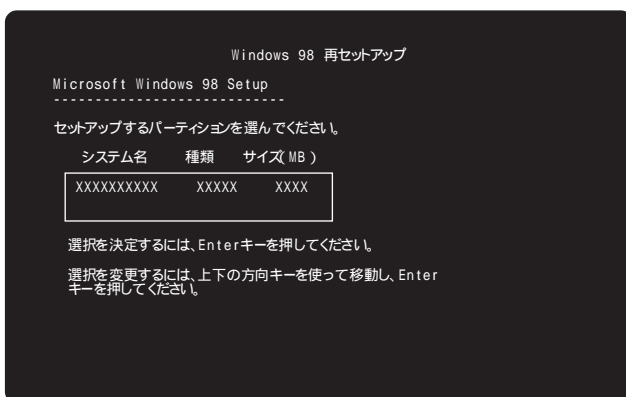 Windows 98 再セットアップ
Microsoft Windows 98 Setup
----------------------------
セットアップするパーティションを選んでください。
システム名 種類 サイズ(MB)
XXXXXXXXXX XXXXX XXXX
選択を決定するには、Enterキーを押してください。
選択を変更するには、上下の方向キーを使って移動し、Enter
キーを押してください。